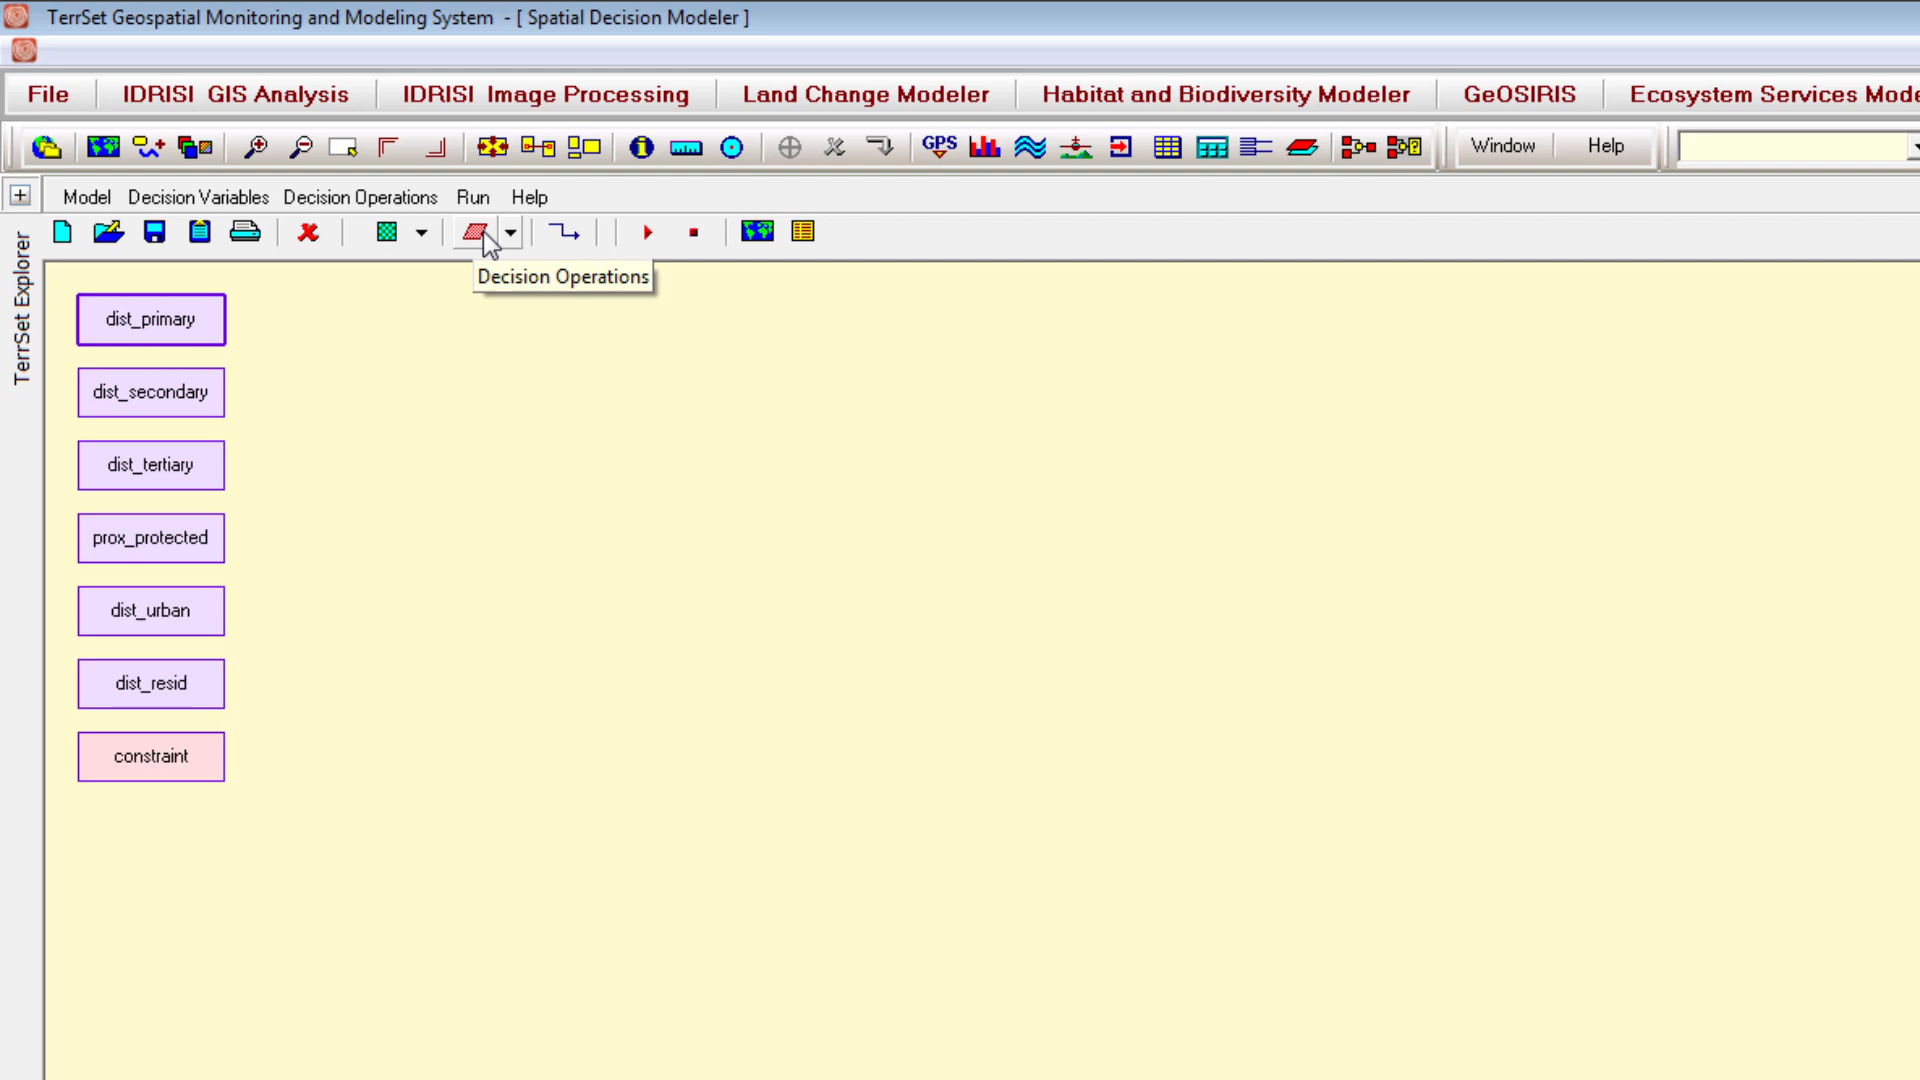 TerrSet Geospatial Monitoring and Modeling System - [ Spatial Decision Modeler ]
File IDRISI GIS Analysis IDRISI Image Processing Land Change Modeler Habitat and Biodiversity Modeler GeOSIRIS Ecosystem Services Mode
GPS Window Help
Model Decision Variables Decision Operations Run Help
Decision Operations
TerrSet Explorer
dist_primary
dist_secondary
dist_tertiary
prox_protected
dist_urban
dist_resid
constraint